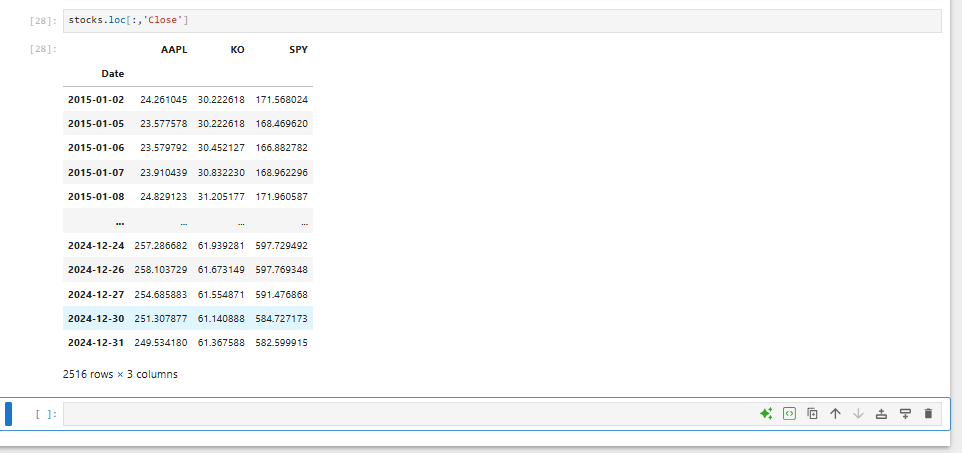 [28]: stocks.loc[:,'Close']
[28]:
AAPL KO SPY
Date
2015-01-02 24.261045 30.222618 171.568024
2015-01-05 23.577578 30.222618 168.469620
2015-01-06 23.579792 30.452127 166.882782
2015-01-07 23.910439 30.832230 168.962296
2015-01-08 24.829123 31.205177 171.960587
... ... ... ...
2024-12-24 257.286682 61.939281 597.729492
2024-12-26 258.103729 61.673149 597.769348
2024-12-27 254.685883 61.554871 591.476868
2024-12-30 251.307877 61.140888 584.727173
2024-12-31 249.534180 61.367588 582.599915
2516 rows × 3 columns
[ ]: